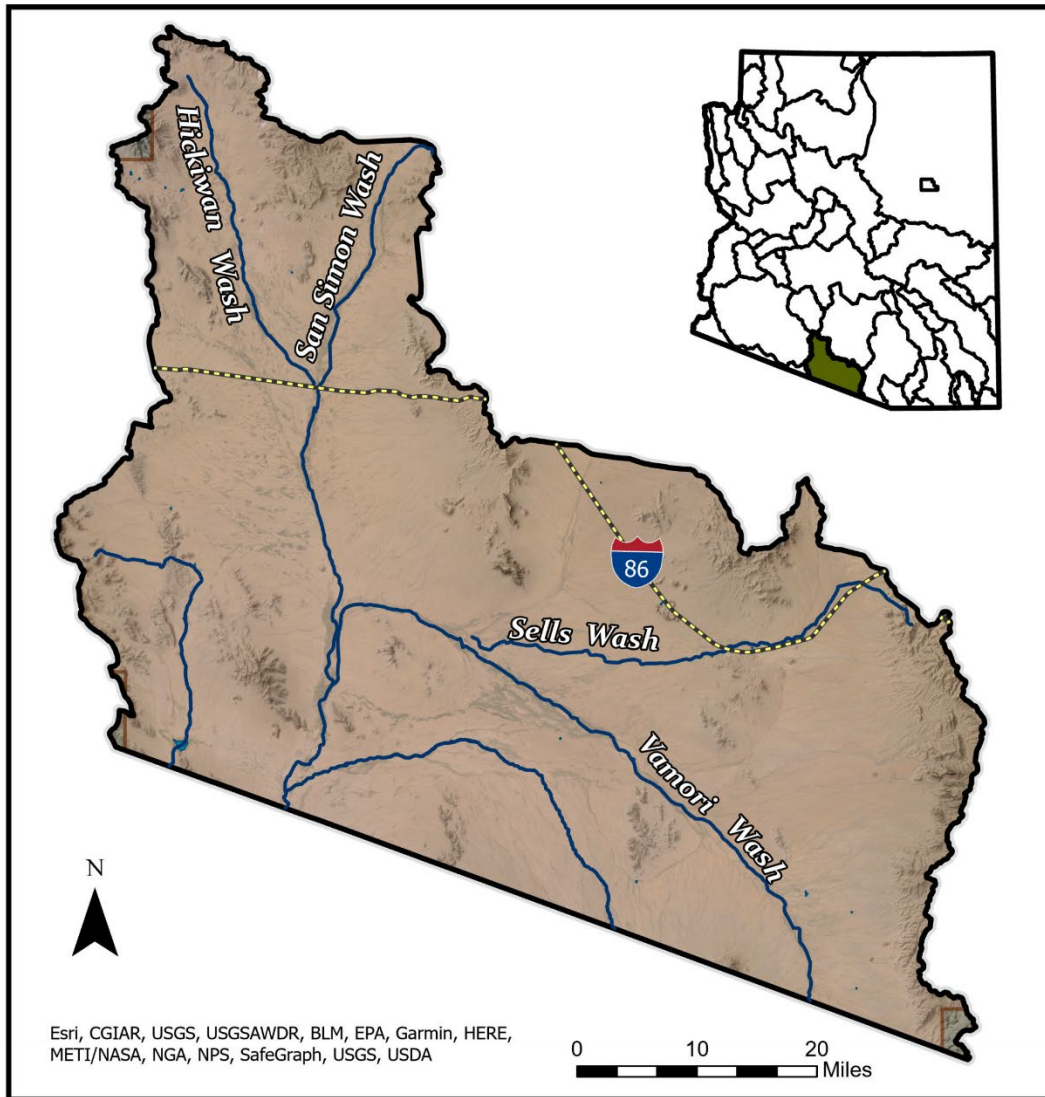 Hickiwan Wash
San Simon Wash
86
Sells Wash
Vamori Wash
N
Esri, CGIAR, USGS, USGSAWDR, BLM, EPA, Garmin, HERE,
METI/NASA, NGA, NPS, SafeGraph, USGS, USDA
0 10 20
Miles